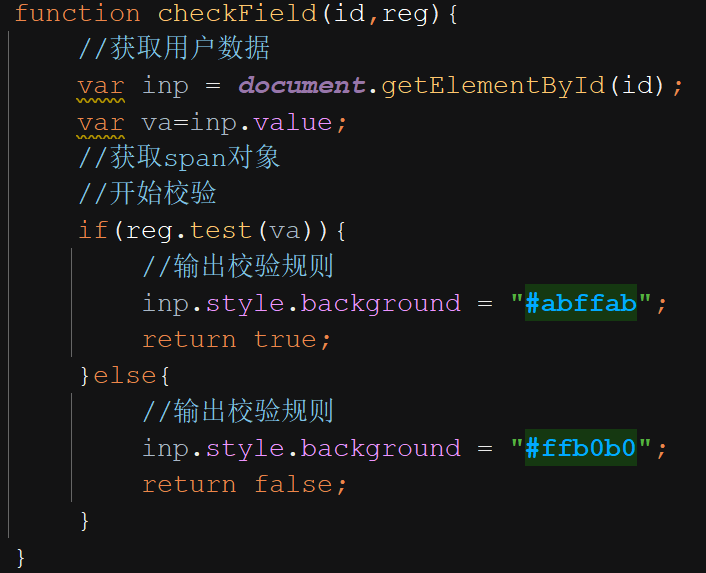 function checkField(id,reg){
    //获取用户数据
    var inp = document.getElementById(id);
    var va=inp.value;
    //获取span对象
    //开始校验
    if(reg.test(va)){
        //输出校验规则
        inp.style.background = "#abffab";
        return true;
    }else{
        //输出校验规则
        inp.style.background = "#ffb0b0";
        return false;
    }
}